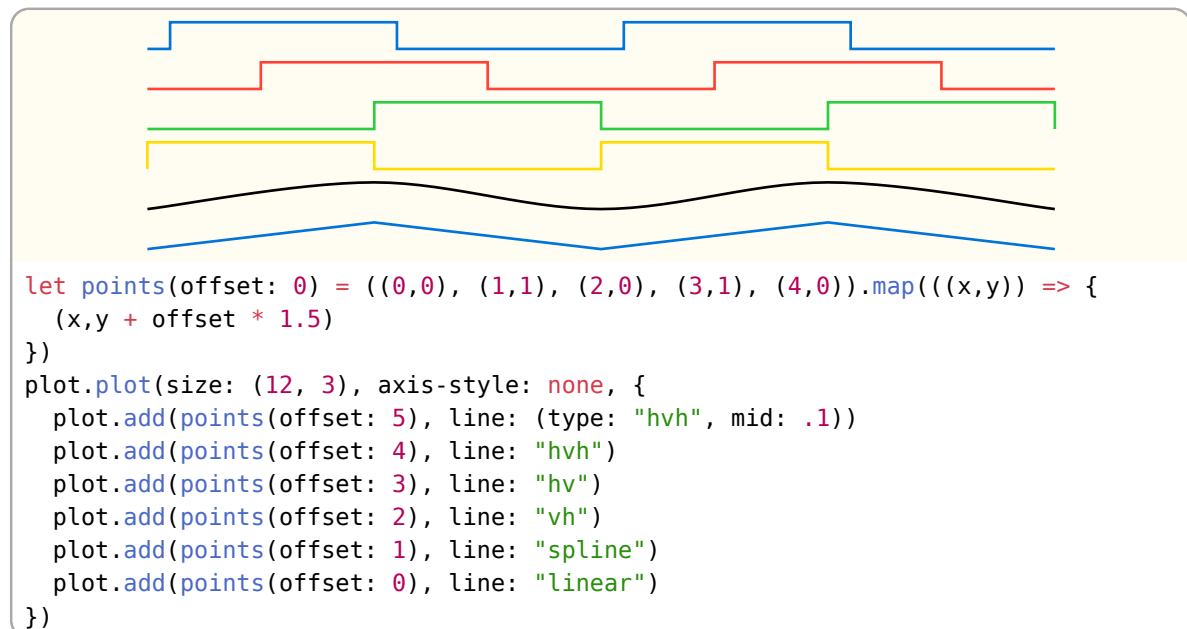 let points(offset: 0) = ((0,0), (1,1), (2,0), (3,1), (4,0)).map(((x,y)) => {
  (x,y + offset * 1.5)
})
plot.plot(size: (12, 3), axis-style: none, {
  plot.add(points(offset: 5), line: (type: "hvh", mid: .1))
  plot.add(points(offset: 4), line: "hvh")
  plot.add(points(offset: 3), line: "hv")
  plot.add(points(offset: 2), line: "vh")
  plot.add(points(offset: 1), line: "spline")
  plot.add(points(offset: 0), line: "linear")
})